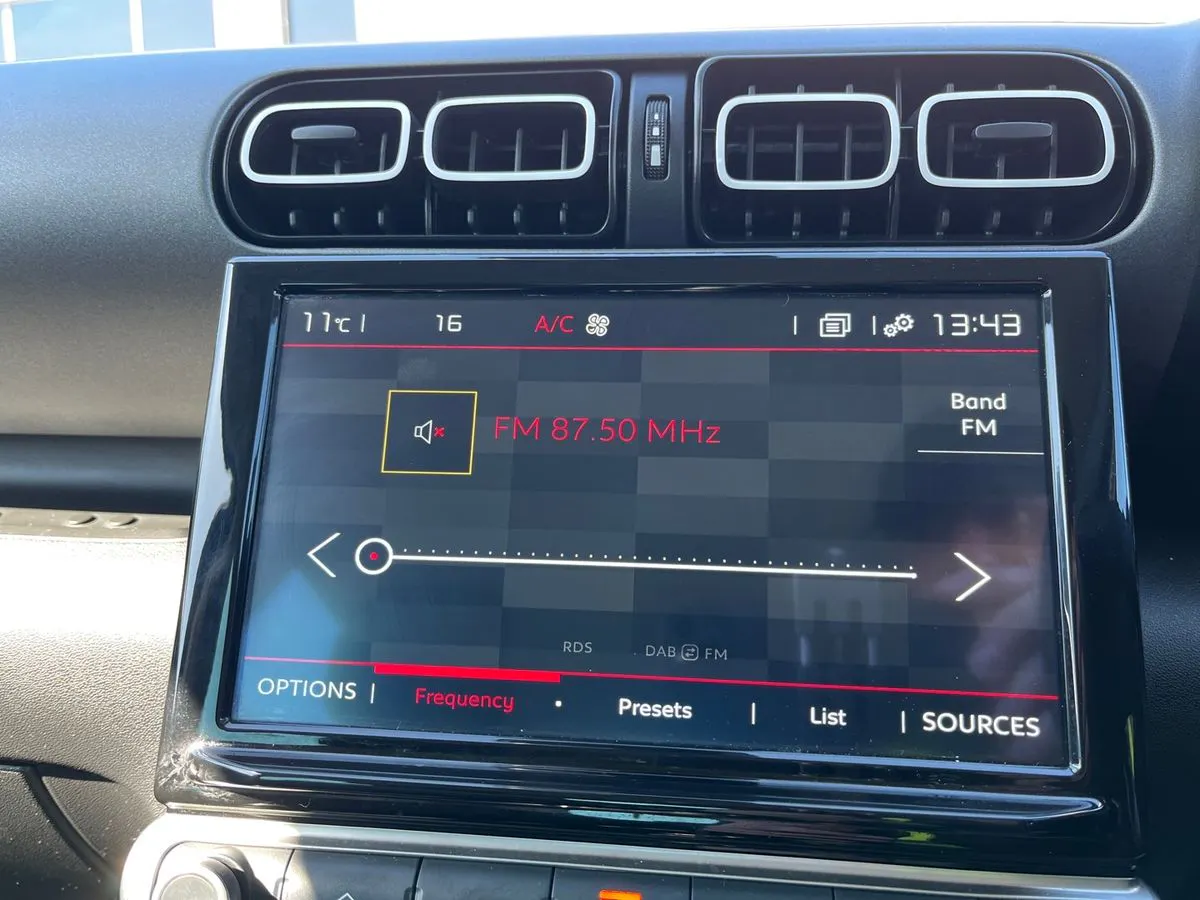 11°C | 16 A/C | | 13:43
Band
FM
FM 87.50 MHz
RDS DAB FM
OPTIONS | Frequency • Presets | List | SOURCES